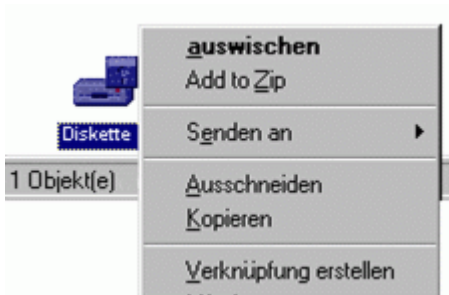 auswischen
Add to Zip
Diskette
Senden an
1 Objekt(e)
Ausschneiden
Kopieren
Verknüpfung erstellen